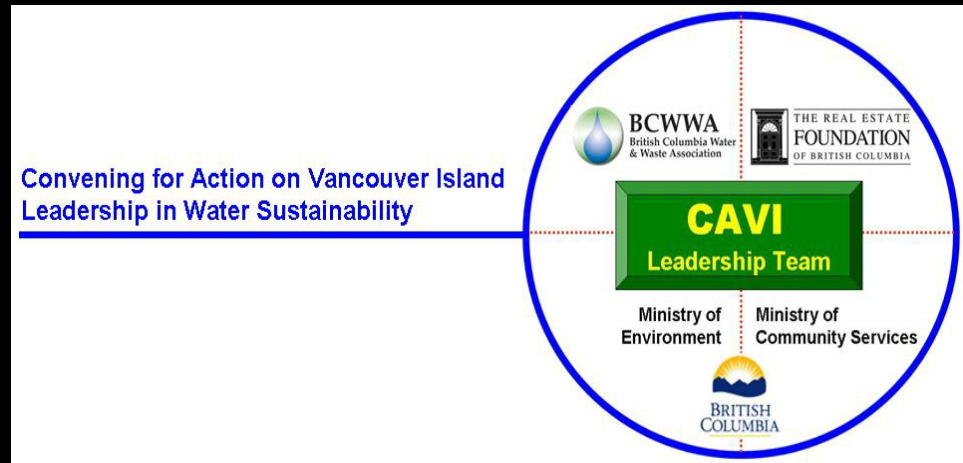 Convening for Action on Vancouver Island
Leadership in Water Sustainability
BCWWA
British Columbia Water
& Waste Association
THE REAL ESTATE
FOUNDATION
OF BRITISH COLUMBIA
CAVI
Leadership Team
Ministry of
Environment
Ministry of
Community Services
BRITISH
COLUMBIA